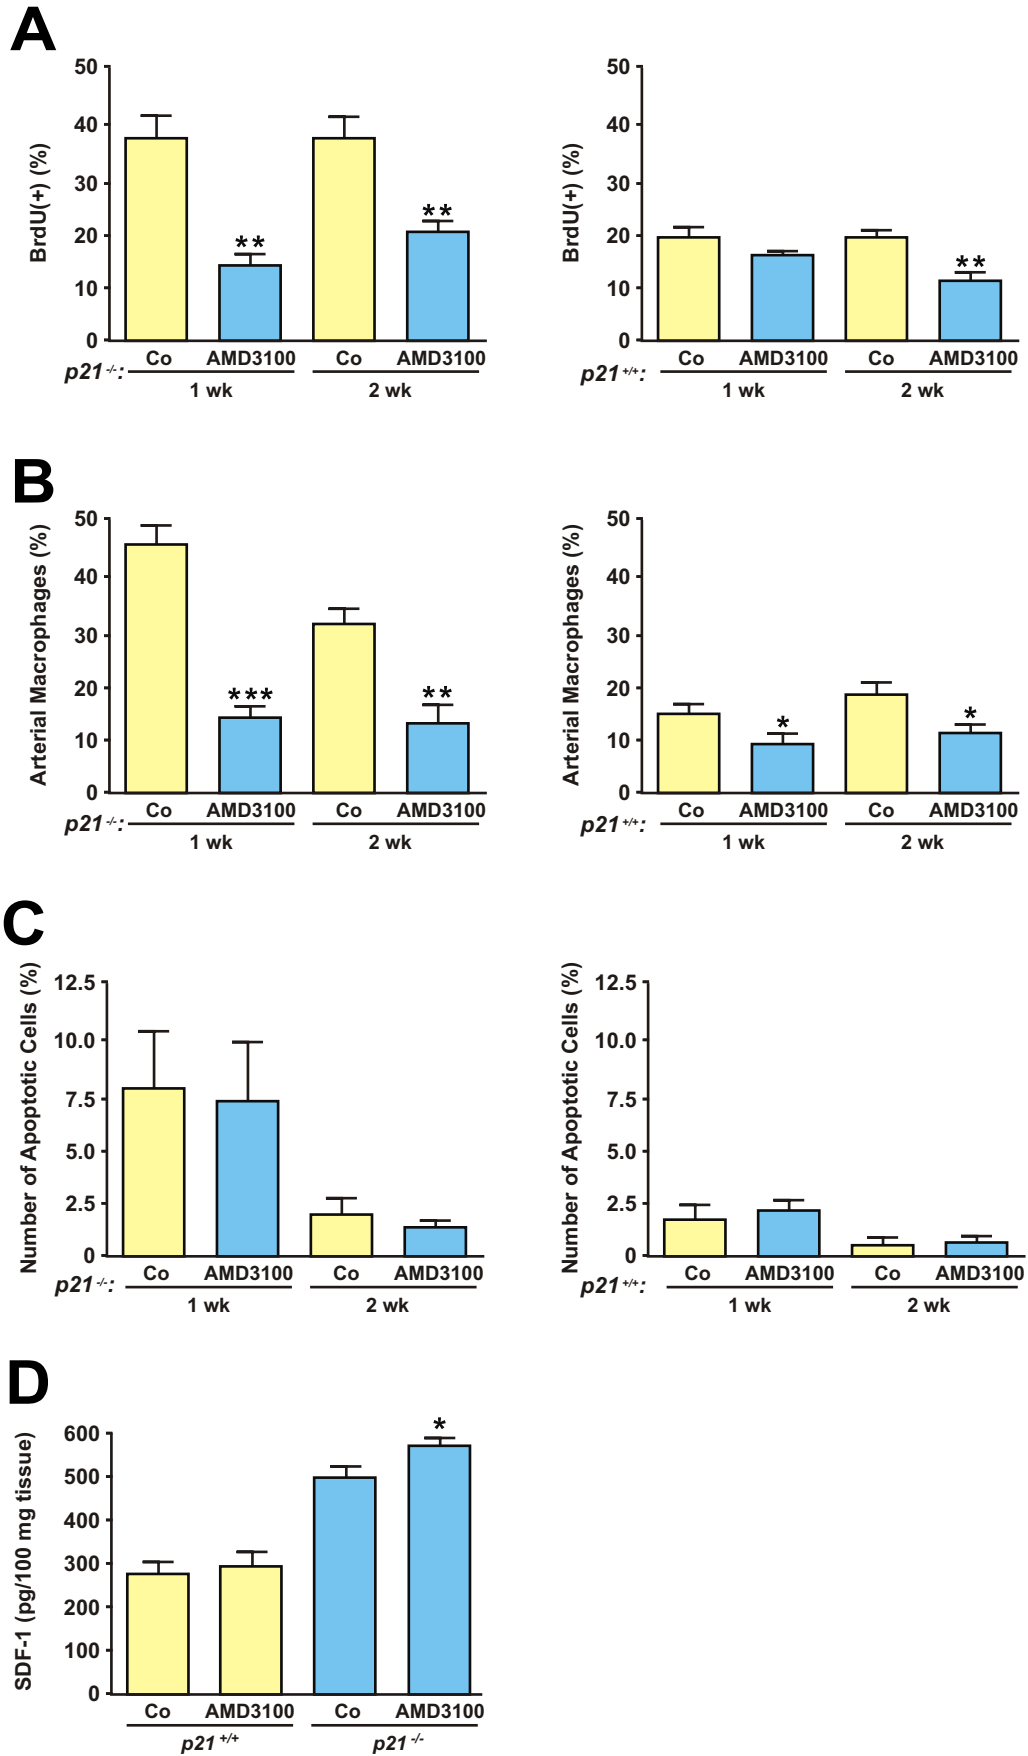 A
BrdU(+) (%)
50
40
30
20
10
0
**
**
Co AMD3100 Co AMD3100
p21-/-:
1 wk 2 wk
BrdU(+) (%)
50
40
30
20
10
0
**
Co AMD3100 Co AMD3100
p21+/+:
1 wk 2 wk
B
Arterial Macrophages (%)
50
40
30
20
10
0
***
**
Co AMD3100 Co AMD3100
p21-/-:
1 wk 2 wk
Arterial Macrophages (%)
50
40
30
20
10
0
*
*
Co AMD3100 Co AMD3100
p21+/+:
1 wk 2 wk
C
Number of Apoptotic Cells (%)
12.5
10.0
7.5
5.0
2.5
0
Co AMD3100 Co AMD3100
p21-/-:
1 wk 2 wk
Number of Apoptotic Cells (%)
12.5
10.0
7.5
5.0
2.5
0
Co AMD3100 Co AMD3100
p21+/+:
1 wk 2 wk
D
SDF-1 (pg/100 mg tissue)
600
500
400
300
200
100
0
*
Co AMD3100 Co AMD3100
p21+/+ p21-/-